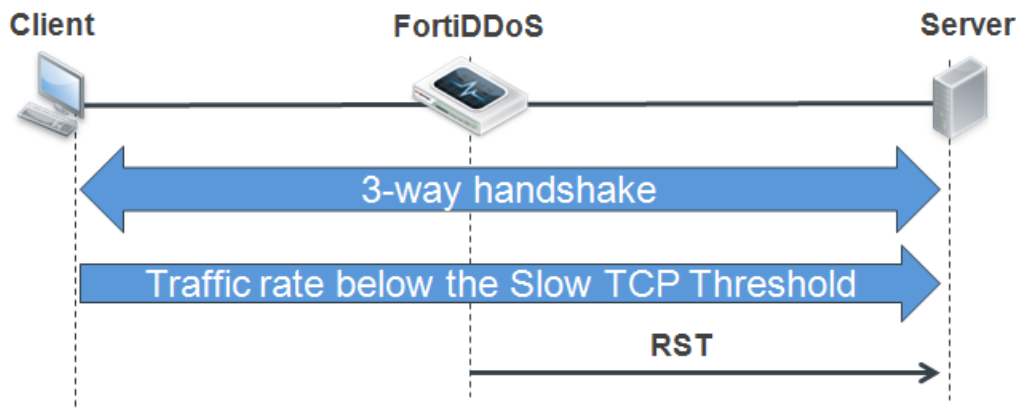 Client
FortiDDoS
Server
3-way handshake
Traffic rate below the Slow TCP Threshold
RST